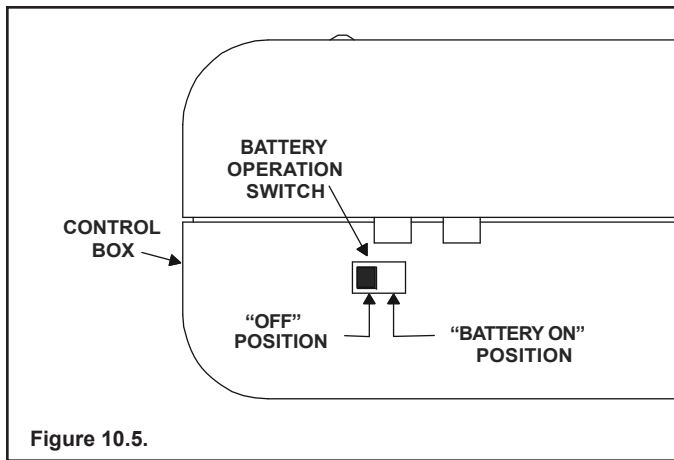 BATTERY
OPERATION
SWITCH
CONTROL
BOX
“OFF”
POSITION
“BATTERY ON”
POSITION
Figure 10.5.